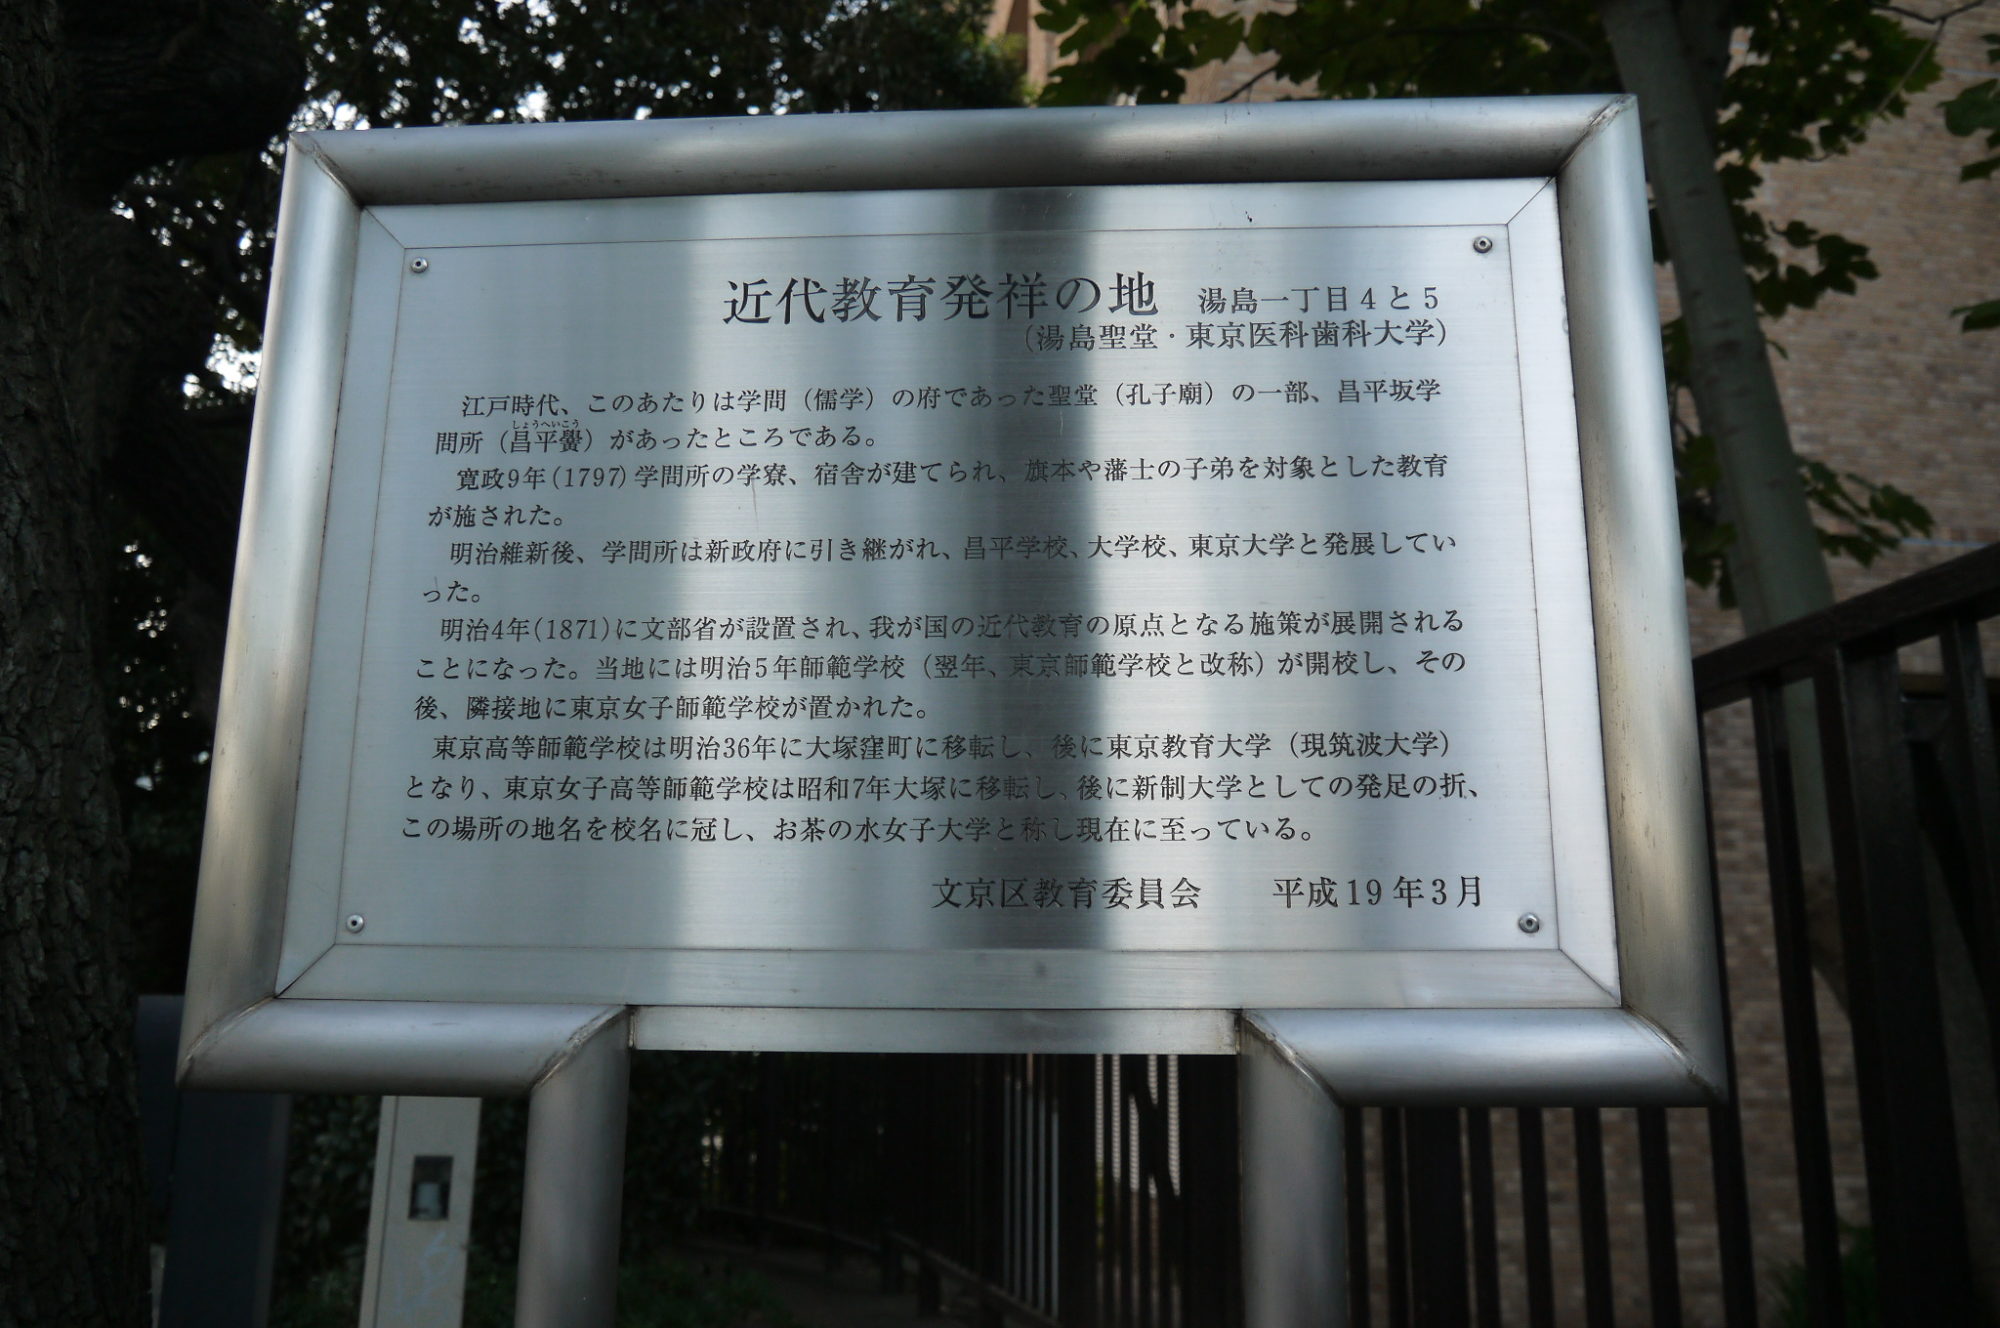 近代教育発祥の地　湯島一丁目4と5
（湯島聖堂・東京医科歯科大学）
江戸時代、このあたりは学問（儒学）の府であった聖堂（孔子廟）の一部、昌平坂学
しょうへいこう
問所（昌平黌）があったところである。
寛政9年(1797)学問所の学寮、宿舎が建てられ、旗本や藩士の子弟を対象とした教育
が施された。
明治維新後、学問所は新政府に引き継がれ、昌平学校、大学校、東京大学と発展してい
った。
明治4年(1871)に文部省が設置され、我が国の近代教育の原点となる施策が展開される
ことになった。当地には明治5年師範学校（翌年、東京師範学校と改称）が開校し、その
後、隣接地に東京女子師範学校が置かれた。
東京高等師範学校は明治36年に大塚窪町に移転し、後に東京教育大学（現筑波大学）
となり、東京女子高等師範学校は昭和7年大塚に移転し、後に新制大学としての発足の折、
この場所の地名を校名に冠し、お茶の水女子大学と称し現在に至っている。
文京区教育委員会　平成19年3月